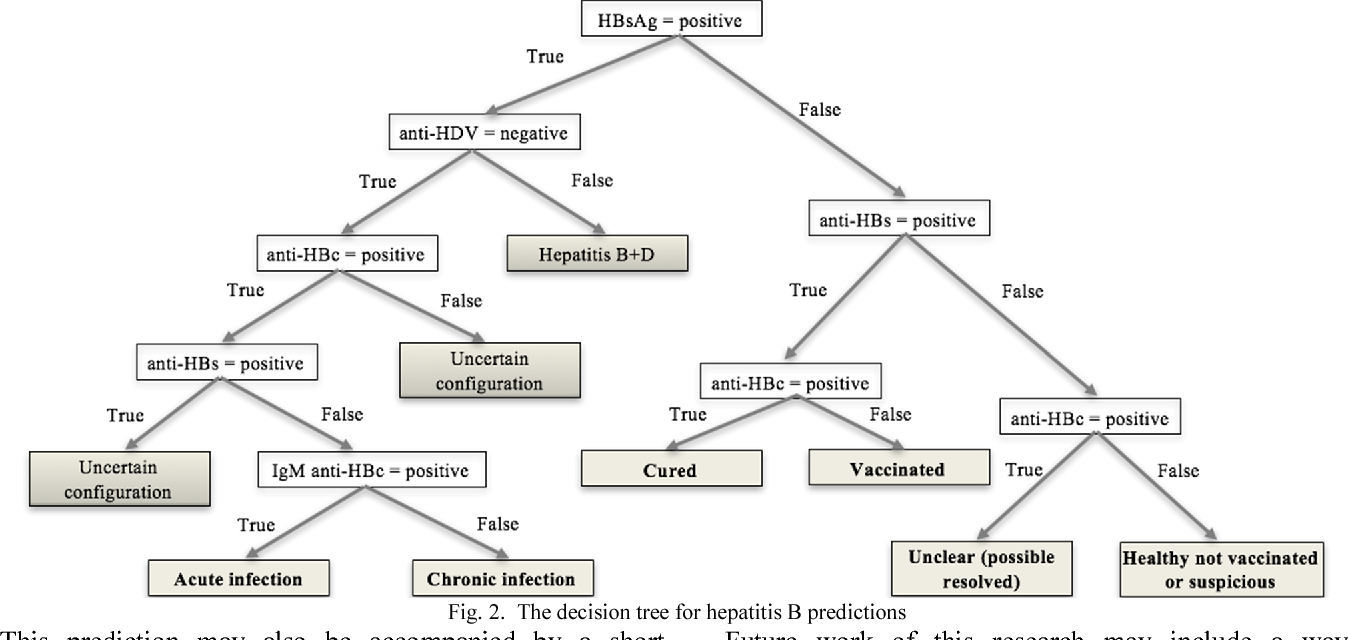 HBsAg = positive
True
False
anti-HDV = negative
True
False
anti-HBs = positive
anti-HBc = positive
Hepatitis B+D
True
False
True
False
anti-HBs = positive
Uncertain
configuration
anti-HBc = positive
anti-HBc = positive
True
False
True
False
Uncertain
configuration
IgM anti-HBc = positive
Cured
Vaccinated
True
False
True
False
Acute infection
Chronic infection
Unclear (possible
resolved)
Healthy not vaccinated
or suspicious
Fig. 2. The decision tree for hepatitis B predictions
This prediction may also be accompanied by a short
Future work of this research may include a way